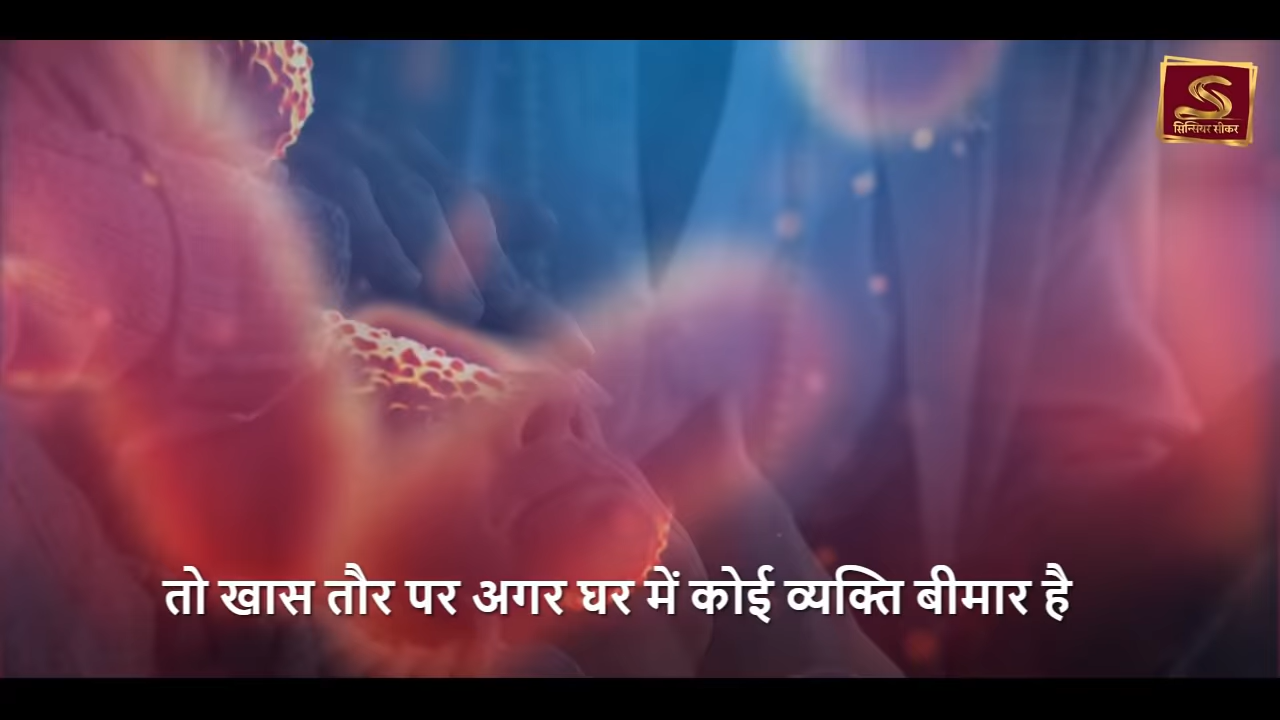 सिन्सियर सीकर
तो खास तौर पर अगर घर में कोई व्यक्ति बीमार है